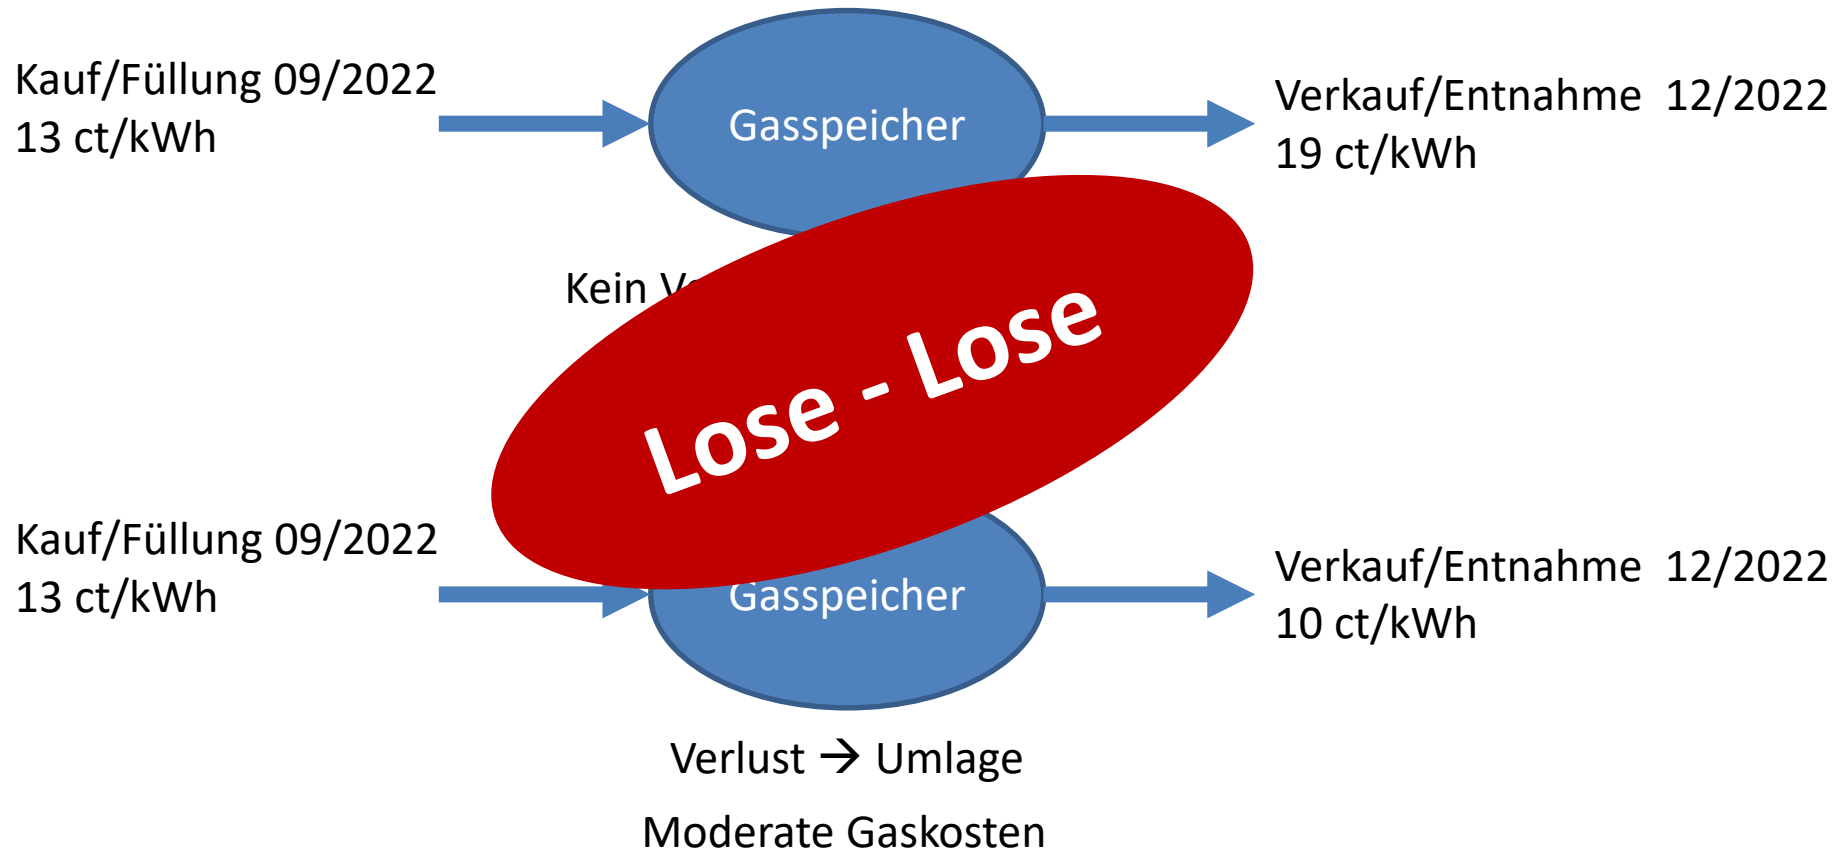 Kauf/Füllung 09/2022
13 ct/kWh
Gasspeicher
Verkauf/Entnahme 12/2022
19 ct/kWh
Kein
Lose - Lose
Kauf/Füllung 09/2022
13 ct/kWh
Gasspeicher
Verkauf/Entnahme 12/2022
10 ct/kWh
Verlust → Umlage
Moderate Gaskosten